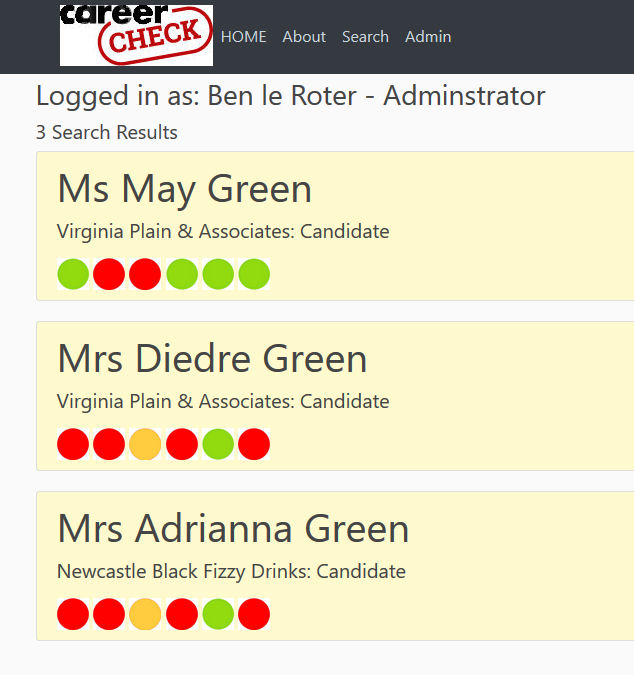 career
CHECK
HOME About Search Admin
Logged in as: Ben le Roter - Adminstrator
3 Search Results
Ms May Green
Virginia Plain & Associates: Candidate
Mrs Diedre Green
Virginia Plain & Associates: Candidate
Mrs Adrianna Green
Newcastle Black Fizzy Drinks: Candidate